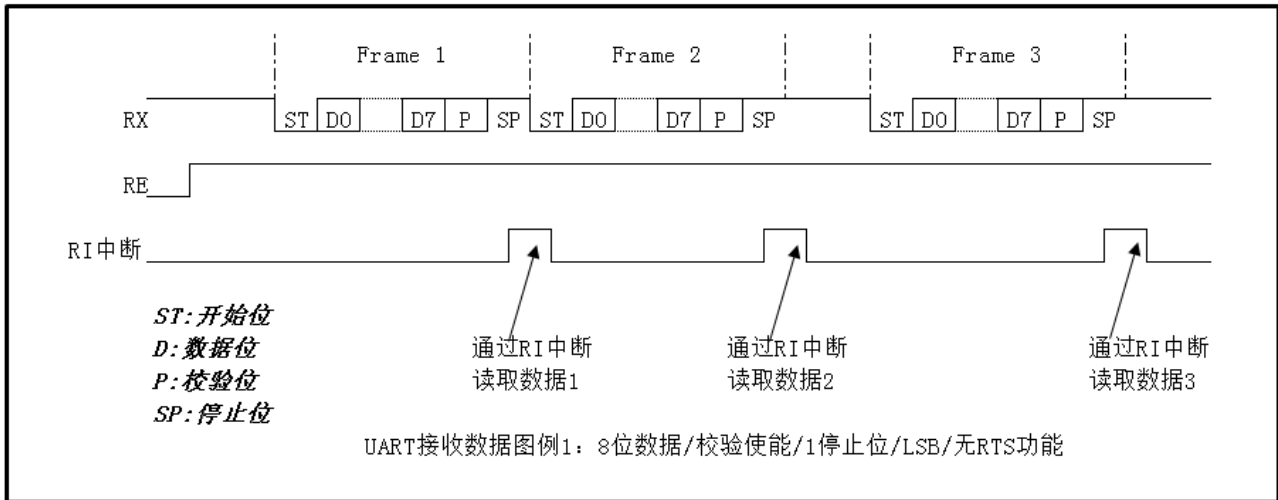 Frame 1 Frame 2 Frame 3
RX ST D0 D7 P SP ST D0 D7 P SP ST D0 D7 P SP
RE
RI中断
ST:开始位
D:数据位
P:校验位
SP:停止位
通过RI中断
读取数据1
通过RI中断
读取数据2
通过RI中断
读取数据3
UART接收数据图例1: 8位数据/校验使能/1停止位/LSB/无RTS功能